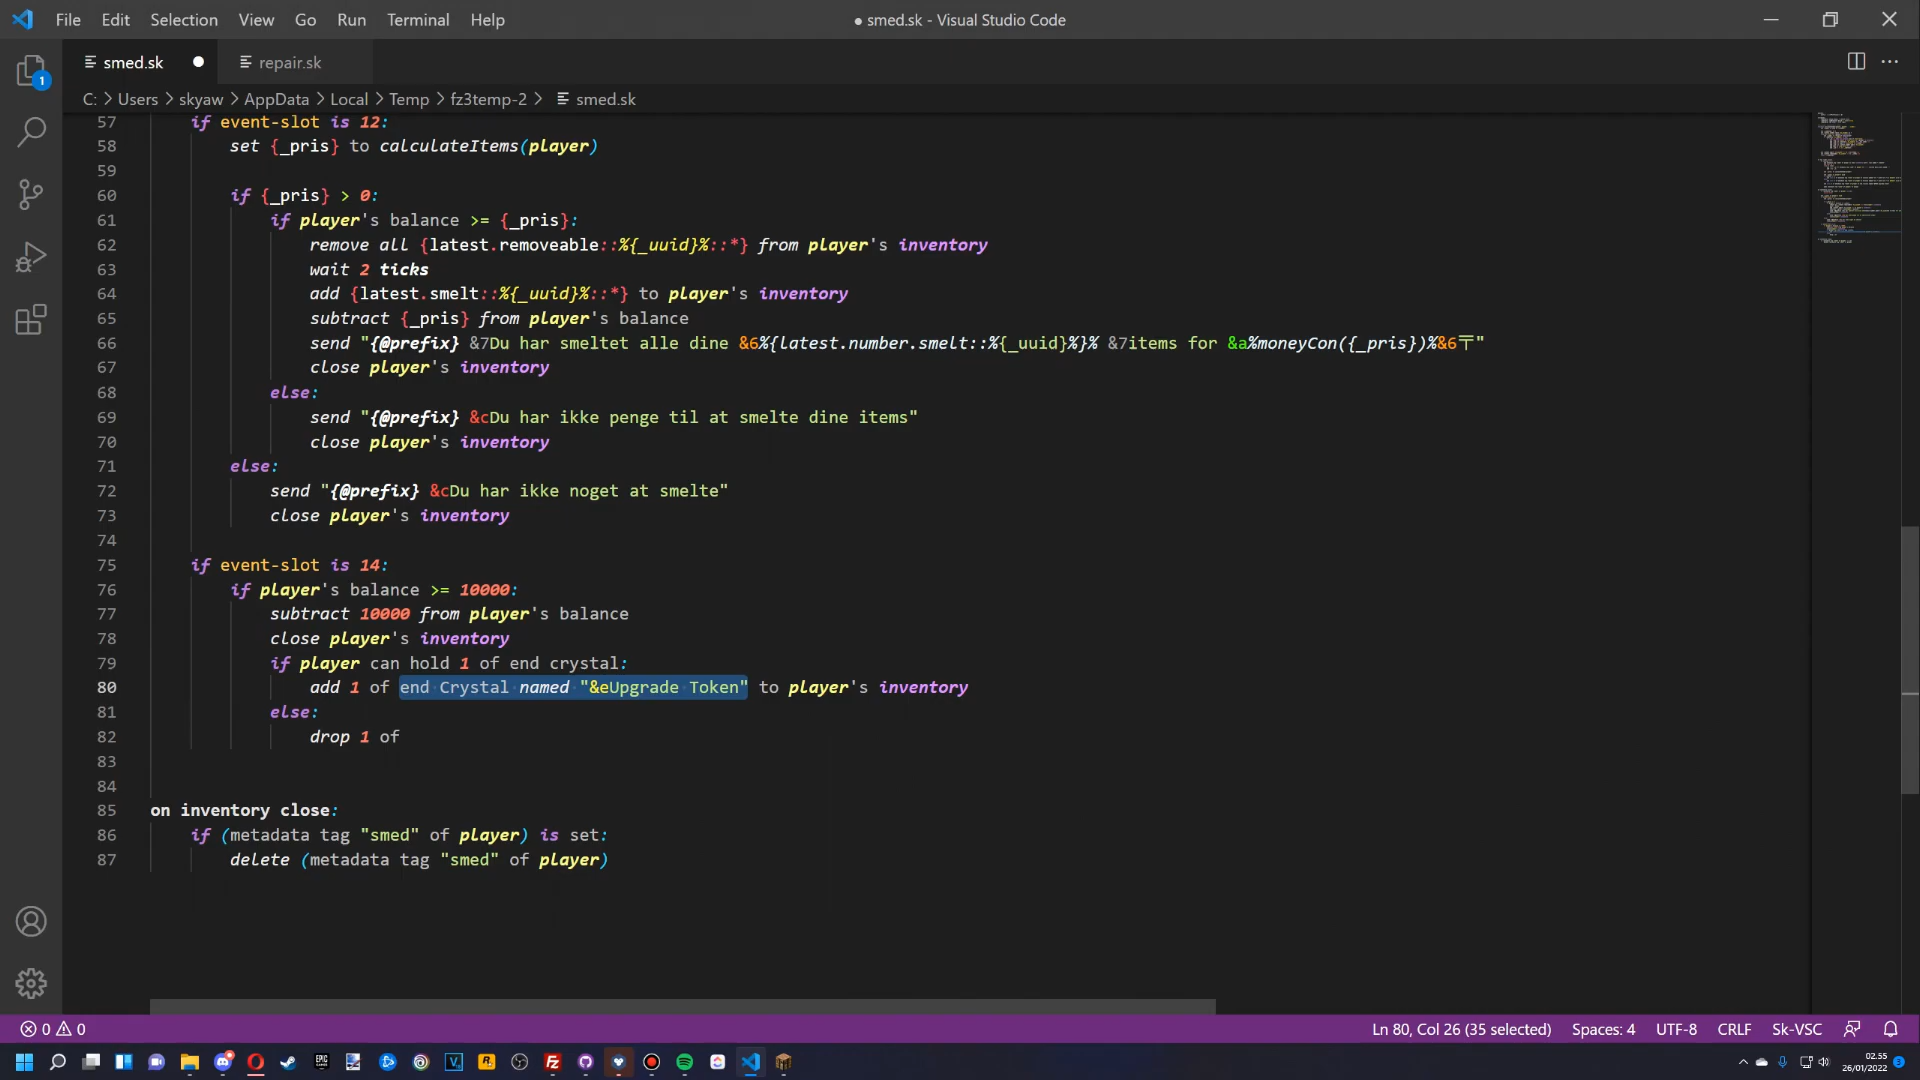 File Edit Selection View Go Run Terminal Help
● smed.sk - Visual Studio Code
smed.sk
repair.sk
C: > Users > skyaw > AppData > Local > Temp > fz3temp-2 > smed.sk
1
57 if event-slot is 12:
58 set {_pris} to calculateItems(player)
59
60 if {_pris} > 0:
61 if player's balance >= {_pris}:
62 remove all {latest.removeable::%{_uuid}%::*} from player's inventory
63 wait 2 ticks
64 add {latest.smelt::%{_uuid}%::*} to player's inventory
65 subtract {_pris} from player's balance
66 send "{@prefix} &7Du har smeltet alle dine &6%{latest.number.smelt::%{_uuid}%}% &7items for &a%moneyCon({_pris})%&6〒"
67 close player's inventory
68 else:
69 send "{@prefix} &cDu har ikke penge til at smelte dine items"
70 close player's inventory
71 else:
72 send "{@prefix} &cDu har ikke noget at smelte"
73 close player's inventory
74
75 if event-slot is 14:
76 if player's balance >= 10000:
77 subtract 10000 from player's balance
78 close player's inventory
79 if player can hold 1 of end crystal:
80 add 1 of end Crystal named "&eUpgrade Token" to player's inventory
81 else:
82 drop 1 of
83
84
85 on inventory close:
86 if (metadata tag "smed" of player) is set:
87 delete (metadata tag "smed" of player)
0 0
Ln 80, Col 26 (35 selected) Spaces: 4 UTF-8 CRLF Sk-VSC
02.55
26/01/2022
3